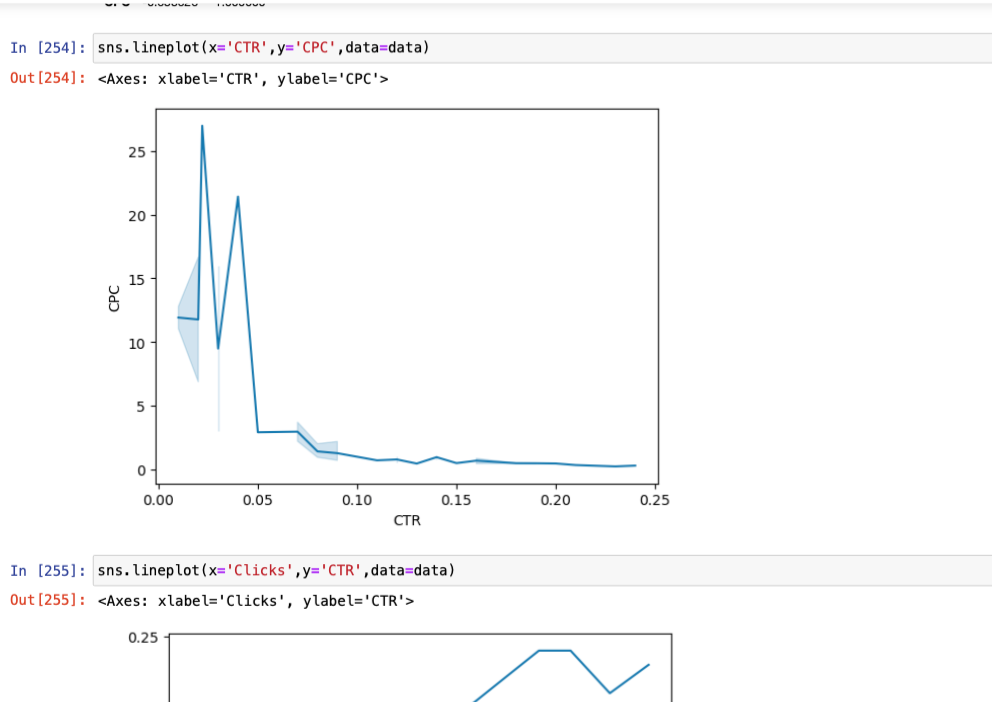 In [254]: sns.lineplot(x='CTR',y='CPC',data=data)
Out[254]: <Axes: xlabel='CTR', ylabel='CPC'>
25
20
15
10
5
0
CPC
0.00 0.05 0.10 0.15 0.20 0.25
CTR
In [255]: sns.lineplot(x='Clicks',y='CTR',data=data)
Out[255]: <Axes: xlabel='Clicks', ylabel='CTR'>
0.25